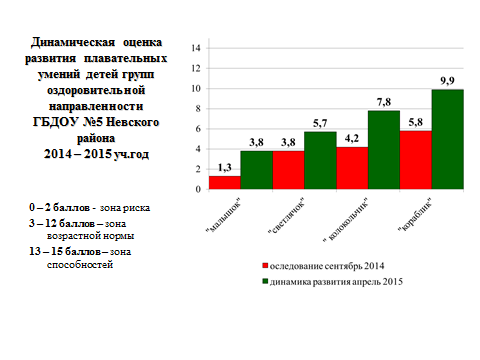 Динамическая оценка
развития плавательных
умений детей групп
оздоровительной
направленности
ГБДОУ №5 Невского
района
2014 – 2015 уч.год
0 – 2 баллов - зона риска
3 – 12 баллов – зона
возрастной нормы
13 – 15 баллов – зона
способностей
14
12
10
8
6
4
2
0
1,3
3,8
3,8
5,7
4,2
7,8
5,8
9,9
"малышок"
"светлячок"
" колокольчик"
"кораблик"
оследование сентябрь 2014
динамика развития апрель 2015